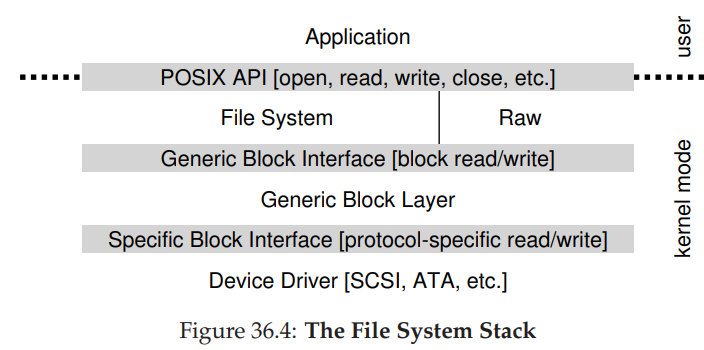 Application
user
POSIX API [open, read, write, close, etc.]
File System
Raw
Generic Block Interface [block read/write]
Generic Block Layer
kernel mode
Specific Block Interface [protocol-specific read/write]
Device Driver [SCSI, ATA, etc.]
Figure 36.4: The File System Stack